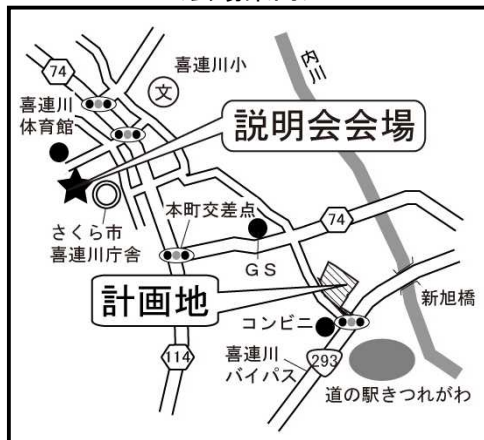 74
喜連川小
文
内川
喜連川
体育館
説明会会場
さくら市
喜連川庁舎
本町交差点
74
GS
計画地
新旭橋
コンビニ
114
喜連川
バイパス
293
道の駅きつれがわ